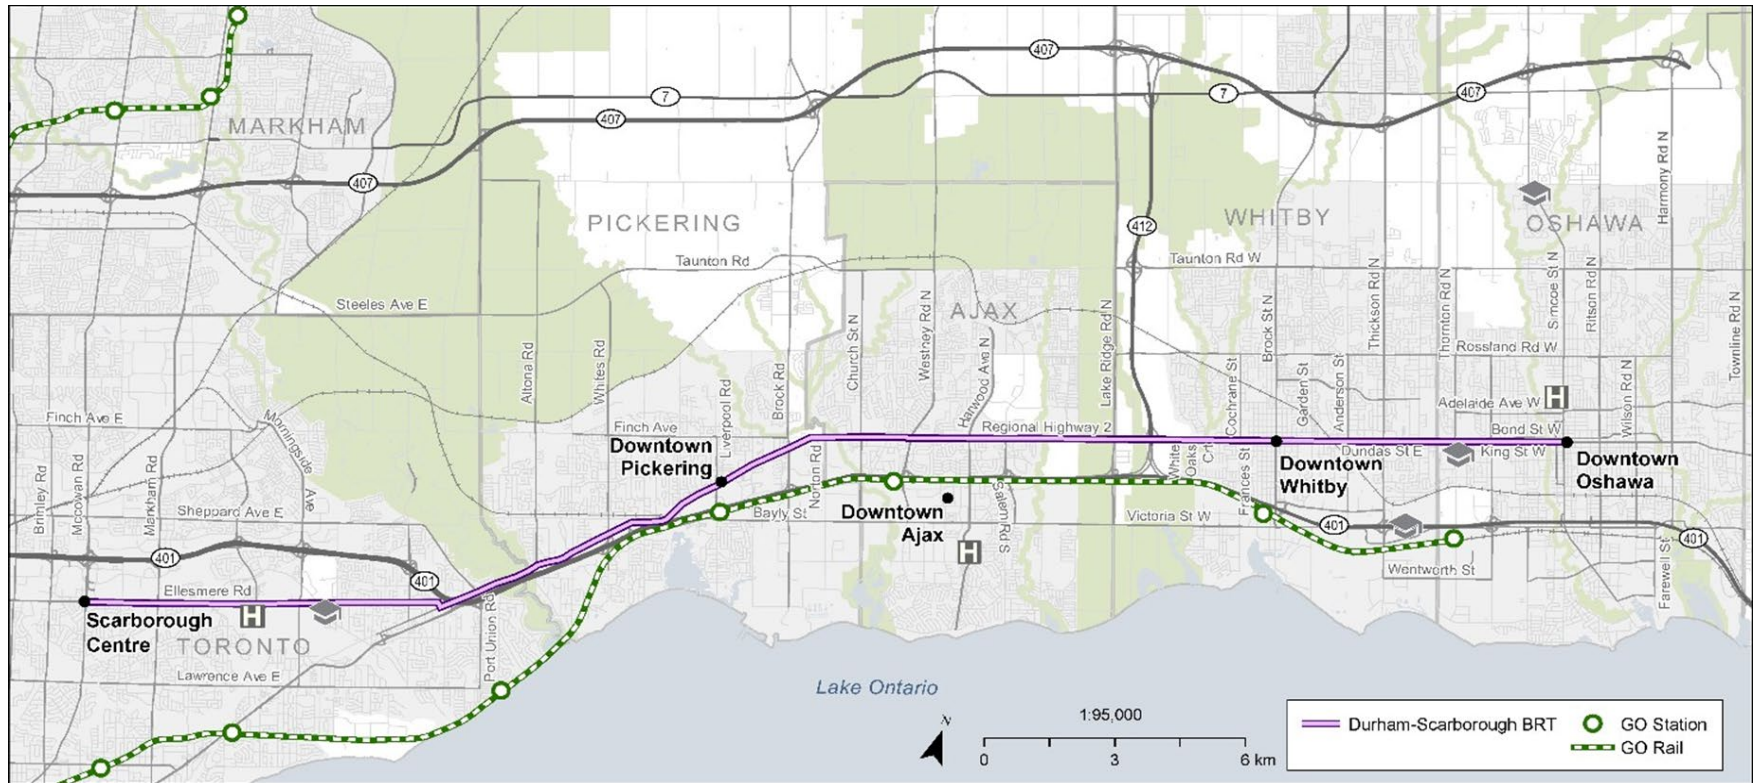 407
7
407
7
407
MARKHAM
407
Harmony Rd N
PICKERING
WHITBY
OSHAWA
412
Taunton Rd
Taunton Rd W
Steeles Ave E
AJAX
Altona Rd
Whites Rd
Liverpool Rd
Brock Rd
Church St N
Westney Rd N
Harwood Ave N
Lake Ridge Rd N
Cochrane St
Brock St N
Garden St
Anderson St
Thickson Rd N
Thornton Rd N
Simcoe St N
Ritson Rd N
Wilson Rd N
Townline Rd N
Rossland Rd W
Adelaide Ave W
H
Finch Ave E
Morningside
Ave
Finch Ave
Regional Highway 2
Bond St W
Downtown
Pickering
Dundas St E
King St W
Downtown
Whitby
Downtown
Oshawa
White
Oaks
Crt
Frances St
Brimley Rd
Mccowan Rd
Markham Rd
Sheppard Ave E
Notion Rd
Bayly St
Downtown
Ajax
Salem Rd S
Victoria St W
401
401
H
401
401
Wentworth St
Farewell St
Ellesmere Rd
Scarborough
Centre
H
TORONTO
Port Union Rd
Lawrence Ave E
Lake Ontario
N
1:95,000
0
3
6 km
Durham-Scarborough BRT
GO Station
GO Rail